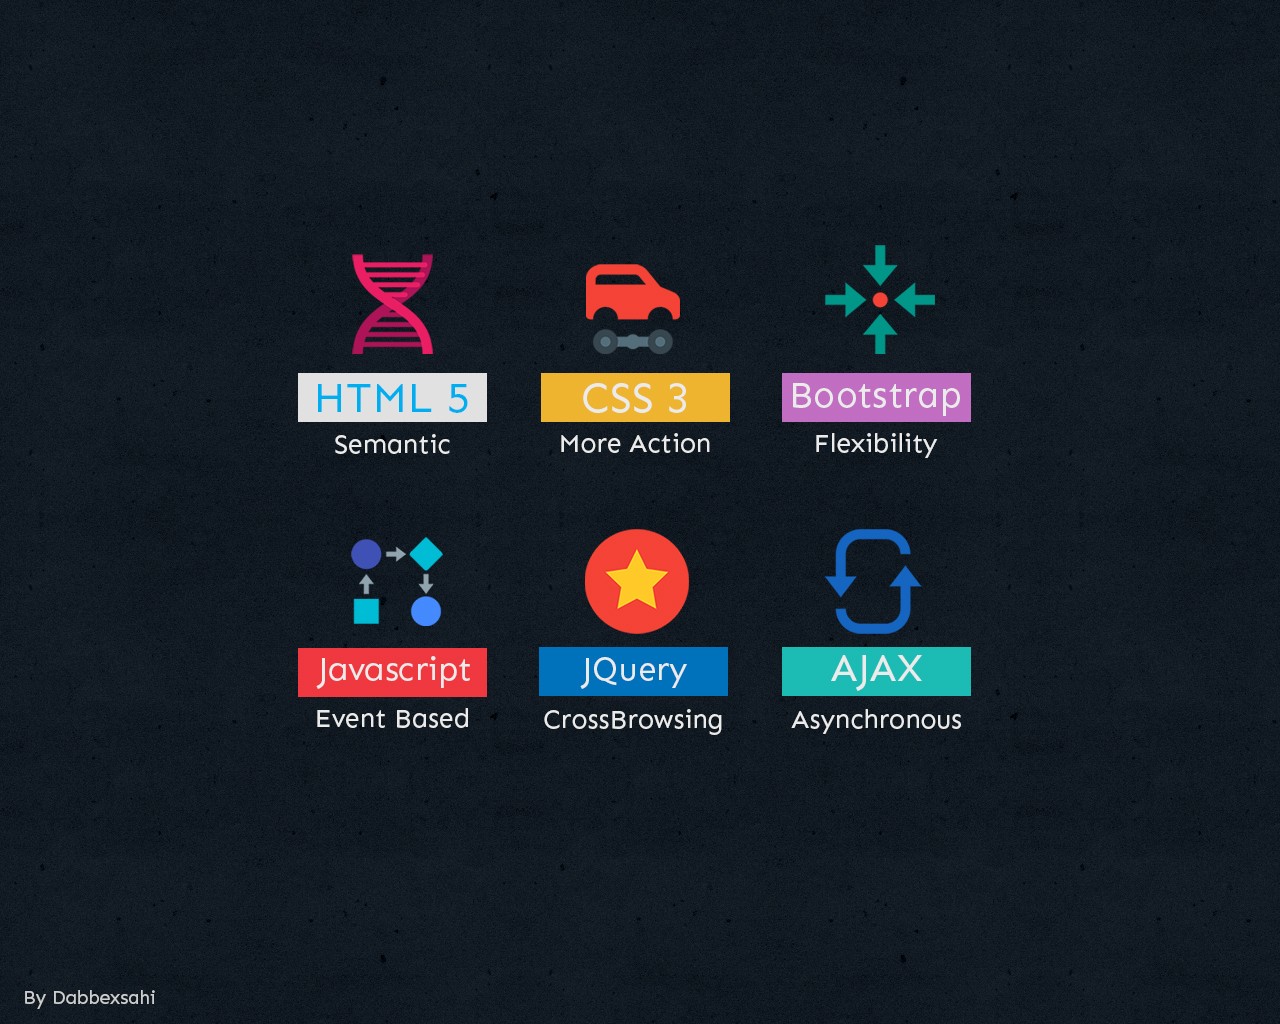 HTML 5
CSS 3
Bootstrap
Semantic
More Action
Flexibility
Javascript
JQuery
AJAX
Event Based
CrossBrowsing
Asynchronous
By Dabbexsahi